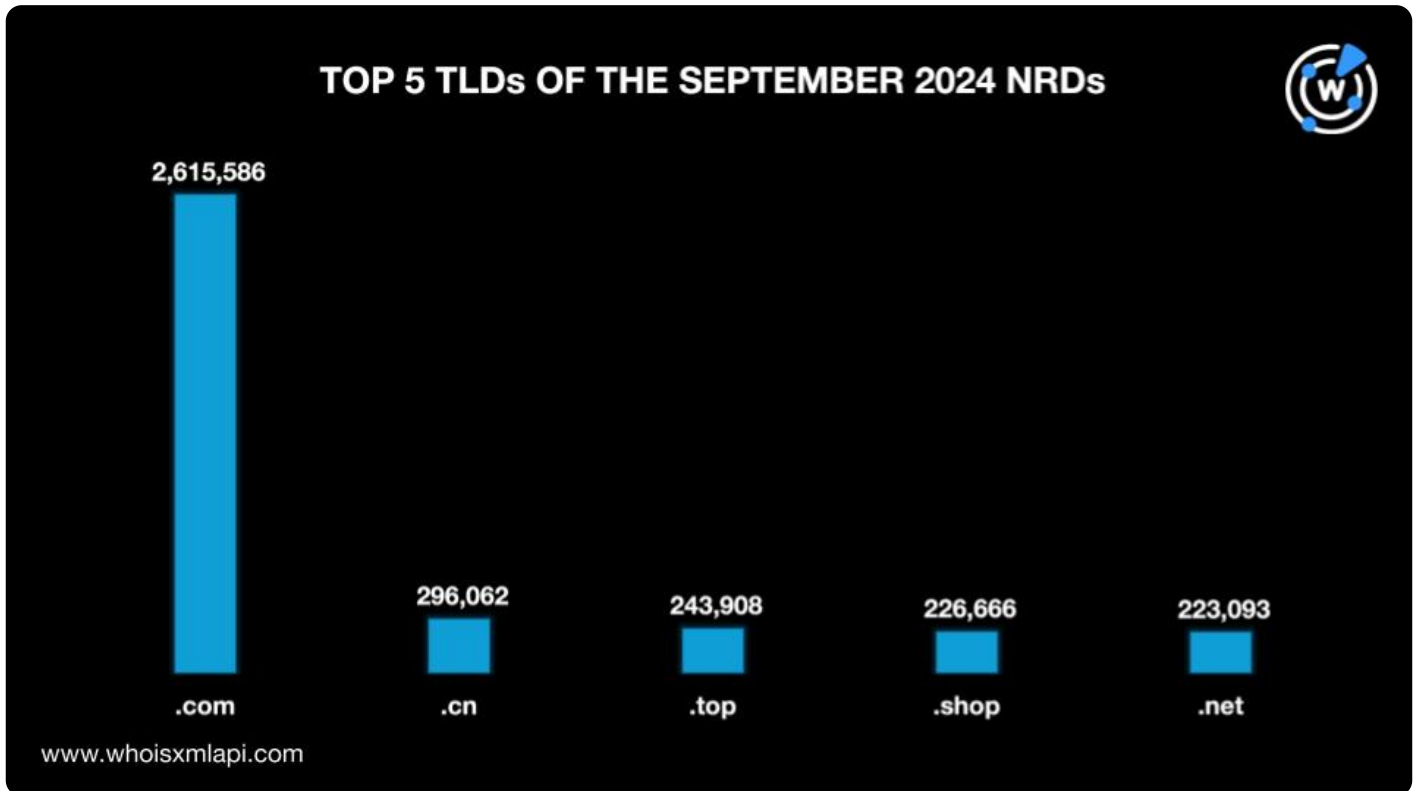 TOP 5 TLDs OF THE SEPTEMBER 2024 NRDs
W
2,615,586
296,062
243,908
226,666
223,093
.com
.cn
.top
.shop
.net
www.whoisxmlapi.com